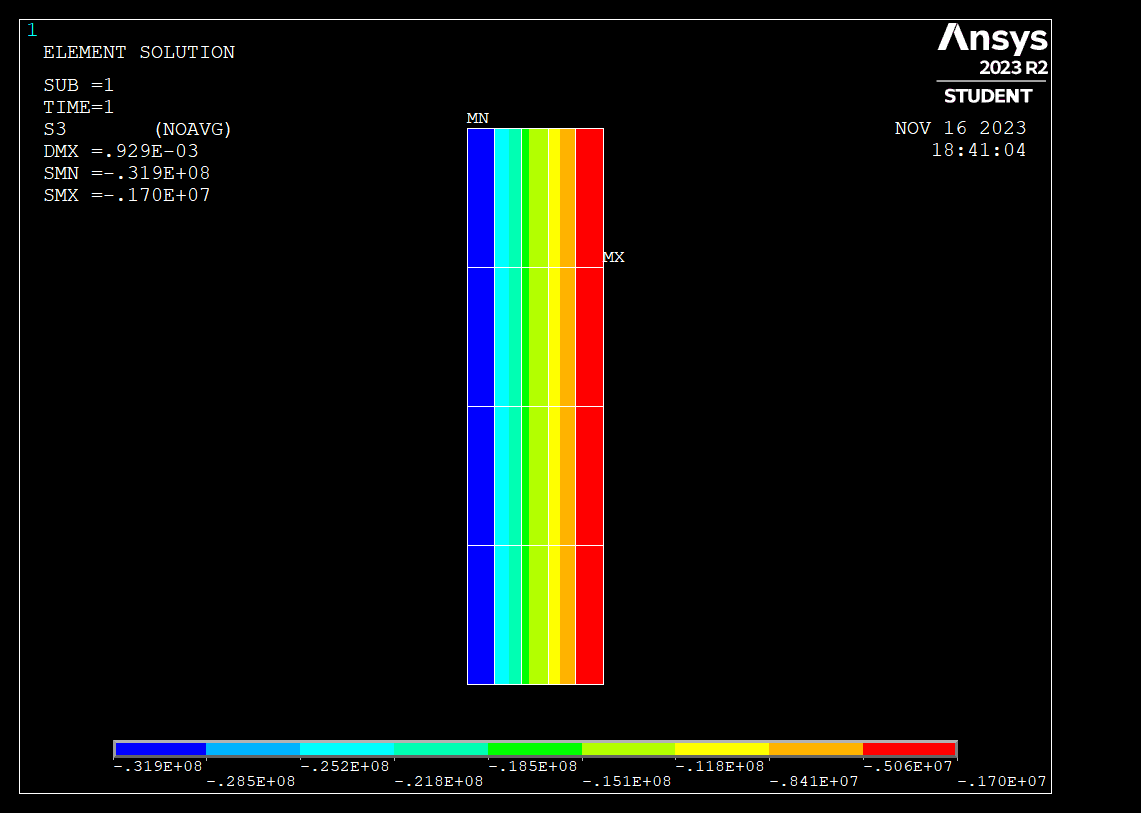 1
ELEMENT SOLUTION
SUB =1
TIME=1
S3 (NOAVG)
DMX =.929E-03
SMN =-.319E+08
SMX =-.170E+07
Ansys
2023 R2
STUDENT
NOV 16 2023
18:41:04
MN
MX
-.319E+08 -.252E+08 -.185E+08 -.118E+08 -.506E+07
-.285E+08 -.218E+08 -.151E+08 -.841E+07 -.170E+07